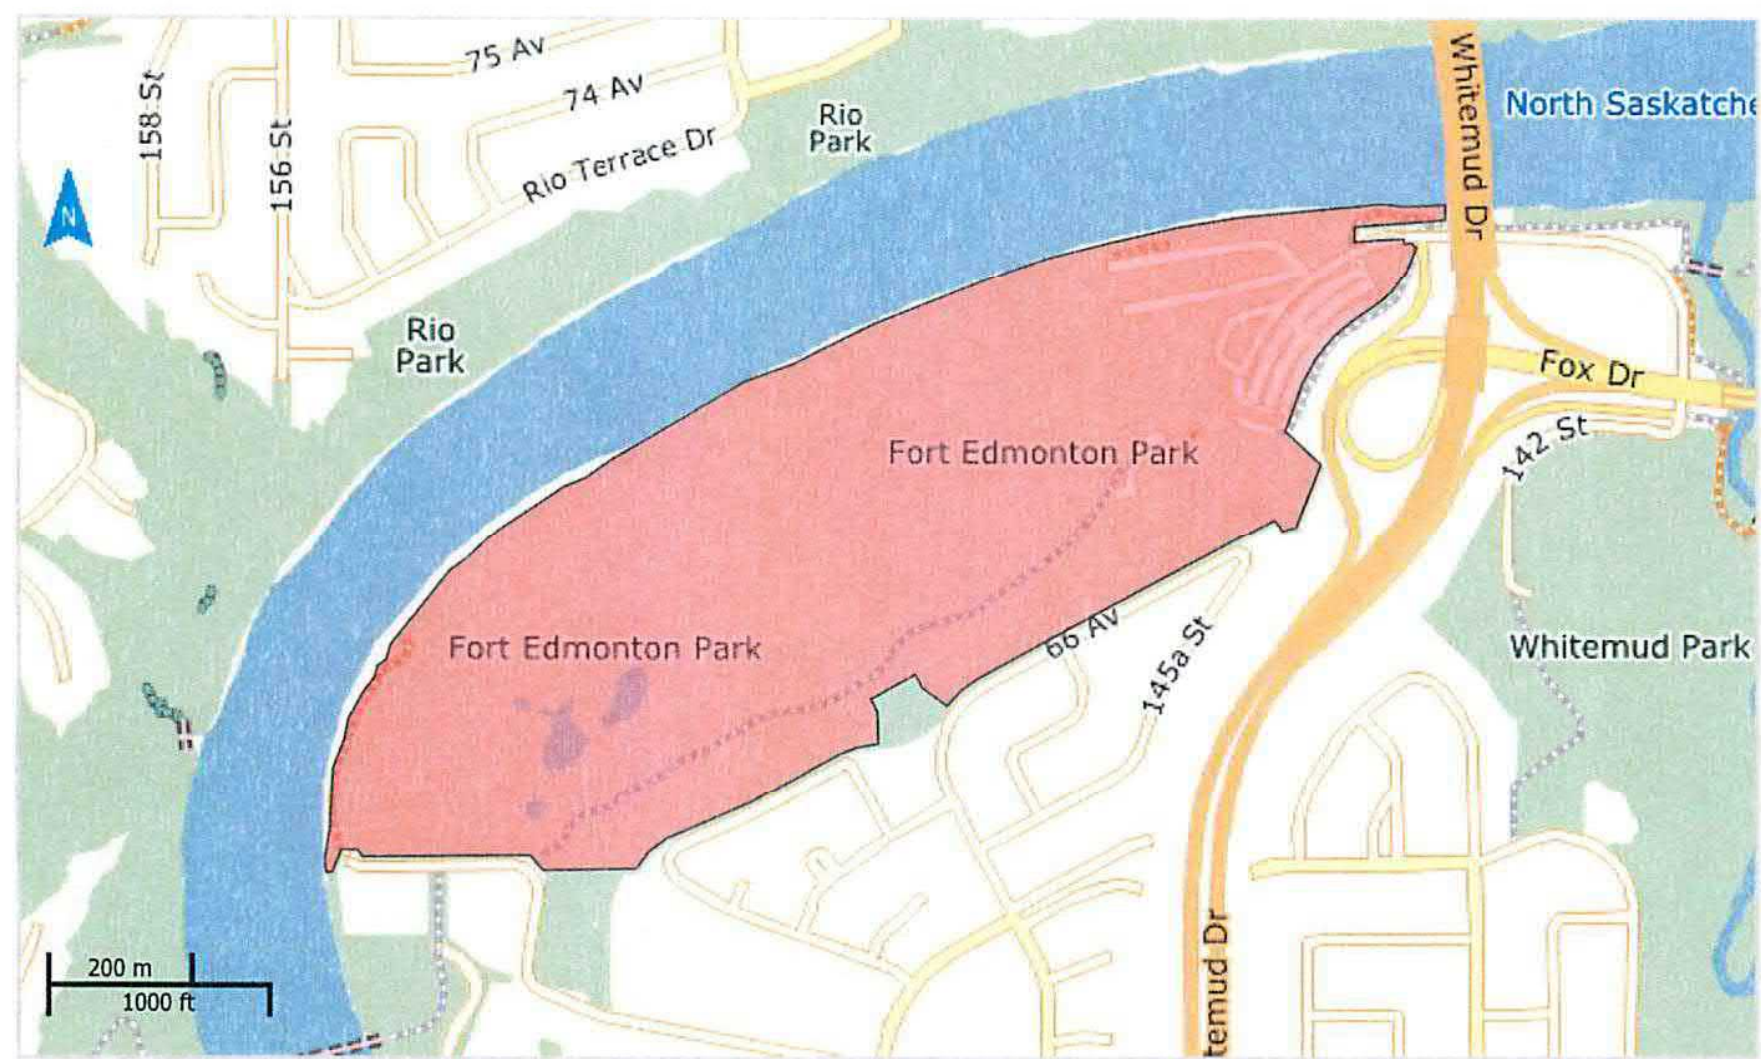 75 Av
74 Av
158 St
156 St
Rio Terrace Dr
Rio
Park
Whitemud Dr
North Saskatche
N
Rio
Park
Fox Dr
142 St
Fort Edmonton Park
Fort Edmonton Park
66 Av
145a St
Whitemud Park
temud Dr
200 m
1000 ft